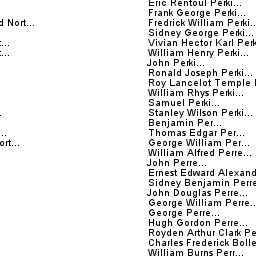 Eric Rentoul Perki...
Frank George Perki...
d Nort...
Fredrick William Perki...
Sidney George Perki...
...
Vivian Hector Karl Perk
...
William Henry Perki...
John Perki...
Ronald Joseph Perki...
Roy Lancelot Temple
William Rhys Perki...
Samuel Perki...
Stanley Wilson Perki...
Benjamin Per...
...
Thomas Edgar Per...
ort...
George William Per...
William Alfred Perre...
John Perre...
Ernest Edward Alexand
Sidney Benjamin Perre
John Douglas Perre...
George William Perre...
George Perre...
Hugh Gordon Perre...
Royden Arthur Clark Pe
Charles Frederick Bolle
William Burns Perr...